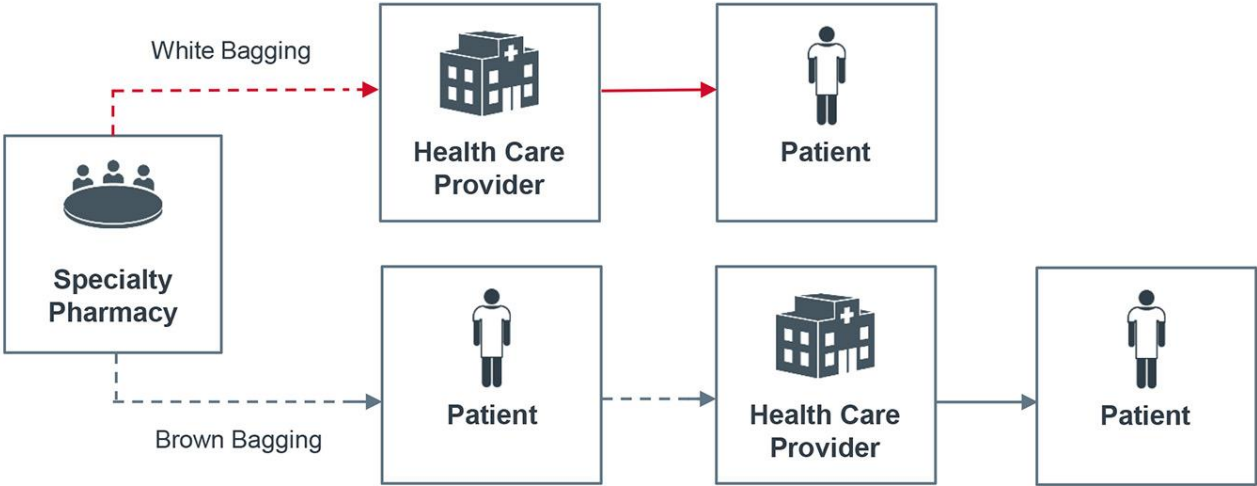 White Bagging
Health Care
Provider
Patient
Specialty
Pharmacy
Patient
Health Care
Provider
Patient
Brown Bagging